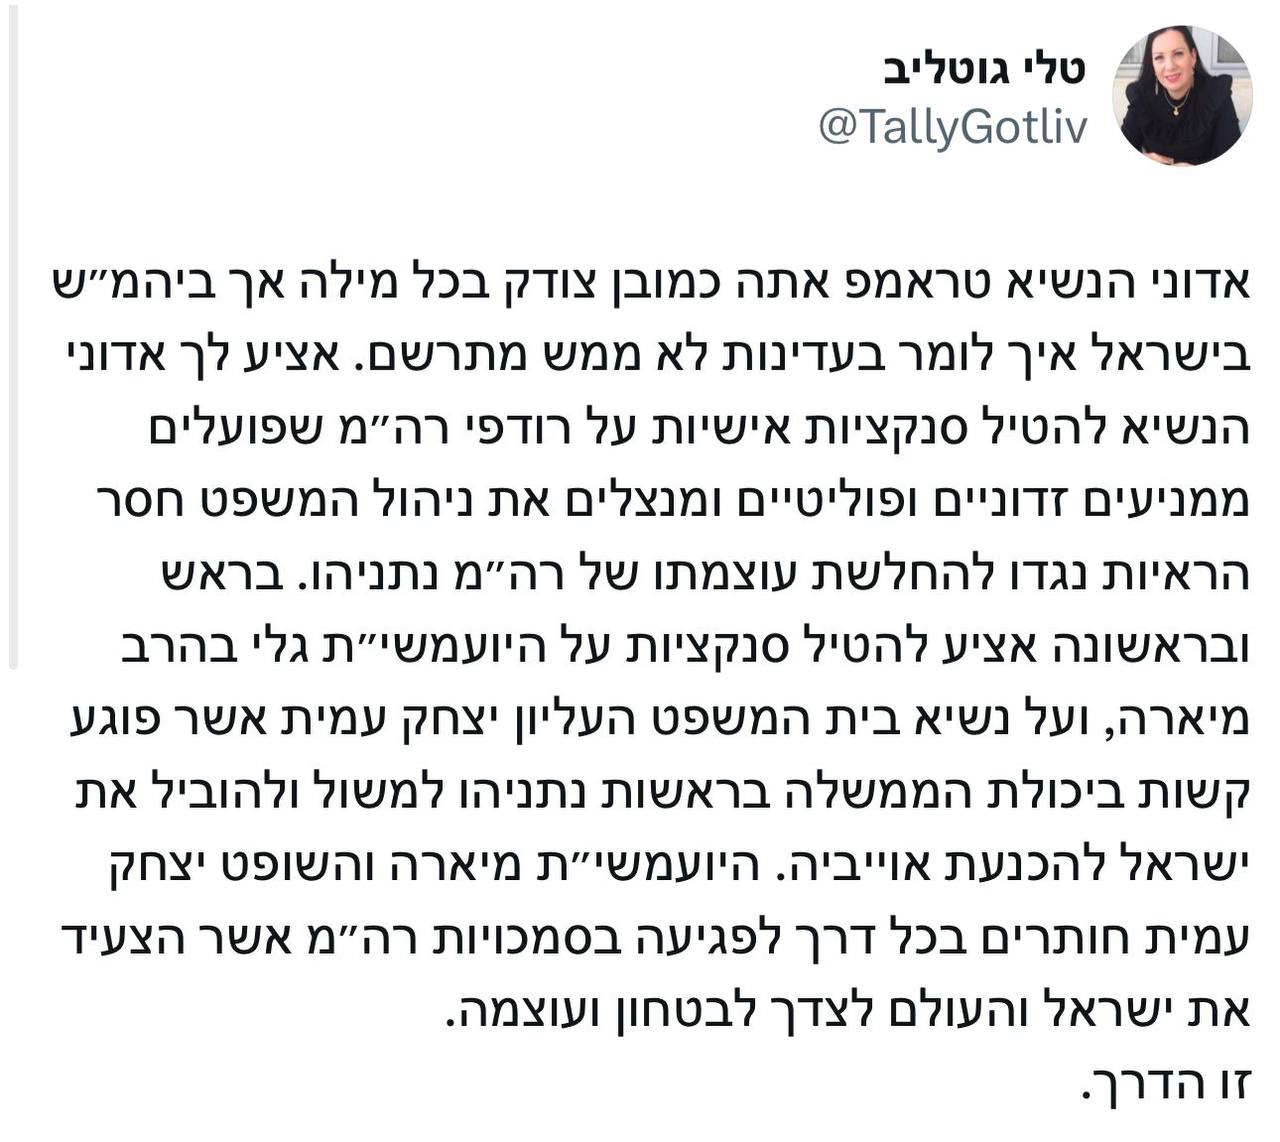 טלי גוטליב
@TallyGotliv
אדוני הנשיא טראמפ אתה כמובן צודק בכל מילה אך ביהמ״ש
בישראל איך לומר בעדינות לא ממש מתרשם. אציע לך אדוני
הנשיא להטיל סנקציות אישיות על רודפי רה״מ שפועלים
ממניעים זדוניים ופוליטיים ומנצלים את ניהול המשפט חסר
הראיות נגדו להחלשת עוצמתו של רה״מ נתניהו. בראש
ובראשונה אציע להטיל סנקציות על היועמשי״ת גלי בהרב
מיארה, ועל נשיא בית המשפט העליון יצחק עמית אשר פוגע
קשות ביכולת הממשלה בראשות נתניהו למשול ולהוביל את
ישראל להכנעת אוייביה. היועמשי״ת מיארה והשופט יצחק
עמית חותרים בכל דרך לפגיעה בסמכויות רה״מ אשר הצעיד
את ישראל והעולם לצדך לבטחון ועוצמה.
זו הדרך.